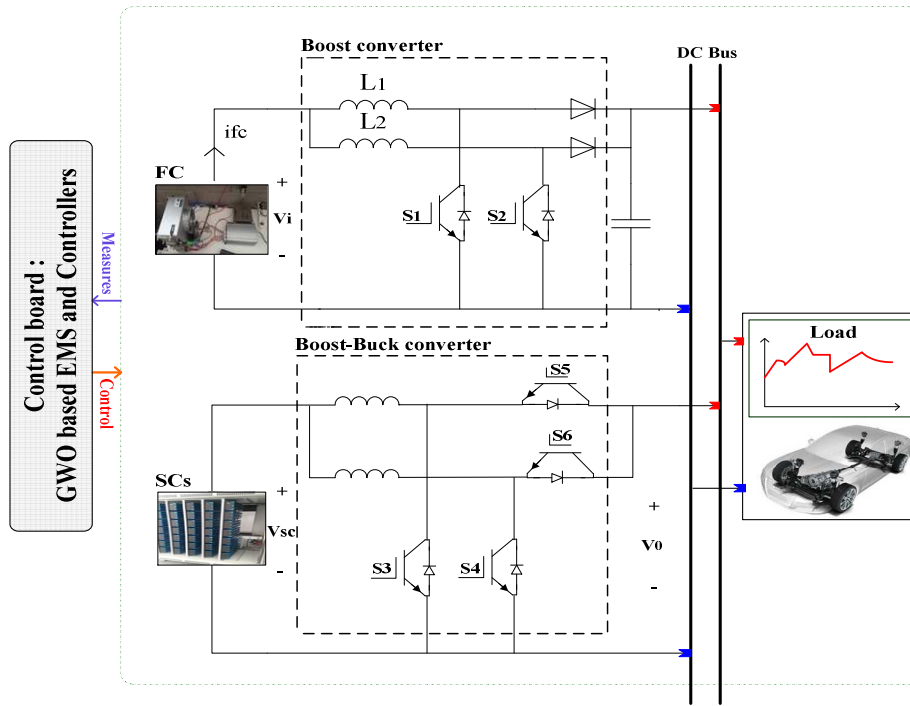 Boost converter
DC Bus
L1
L2
ifc
FC
+
Vi
-
S1
S2
Control board :
GWO based EMS and Controllers
Measures
Control
Boost-Buck converter
S5
S6
SCs
+
Vsc
-
S3
S4
+
V0
-
Load